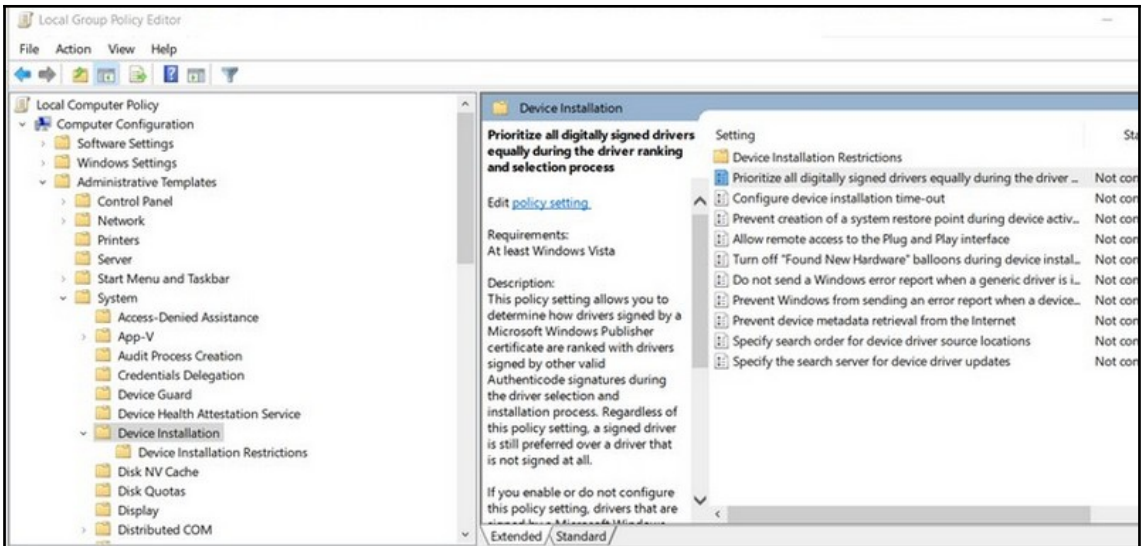 Local Group Policy Editor
File Action View Help
Local Computer Policy
Computer Configuration
Software Settings
Windows Settings
Administrative Templates
Control Panel
Network
Printers
Server
Start Menu and Taskbar
System
Access-Denied Assistance
App-V
Audit Process Creation
Credentials Delegation
Device Guard
Device Health Attestation Service
Device Installation
Device Installation Restrictions
Disk NV Cache
Disk Quotas
Display
Distributed COM
Device Installation
Prioritize all digitally signed drivers
equally during the driver ranking
and selection process
Edit policy setting
Requirements:
At least Windows Vista
Description:
This policy setting allows you to
determine how drivers signed by a
Microsoft Windows Publisher
certificate are ranked with drivers
signed by other valid
Authenticode signatures during
the driver selection and
installation process. Regardless of
this policy setting, a signed driver
is still preferred over a driver that
is not signed at all.
If you enable or do not configure
this policy setting, drivers that are
signed by a Microsoft Windows
Setting Sta
Device Installation Restrictions
Prioritize all digitally signed drivers equally during the driver ... Not con
Configure device installation time-out Not con
Prevent creation of a system restore point during device activ... Not con
Allow remote access to the Plug and Play interface Not con
Turn off "Found New Hardware" balloons during device instal... Not con
Do not send a Windows error report when a generic driver is i... Not con
Prevent Windows from sending an error report when a device... Not con
Prevent device metadata retrieval from the Internet Not con
Specify search order for device driver source locations Not con
Specify the search server for device driver updates Not con
Extended Standard